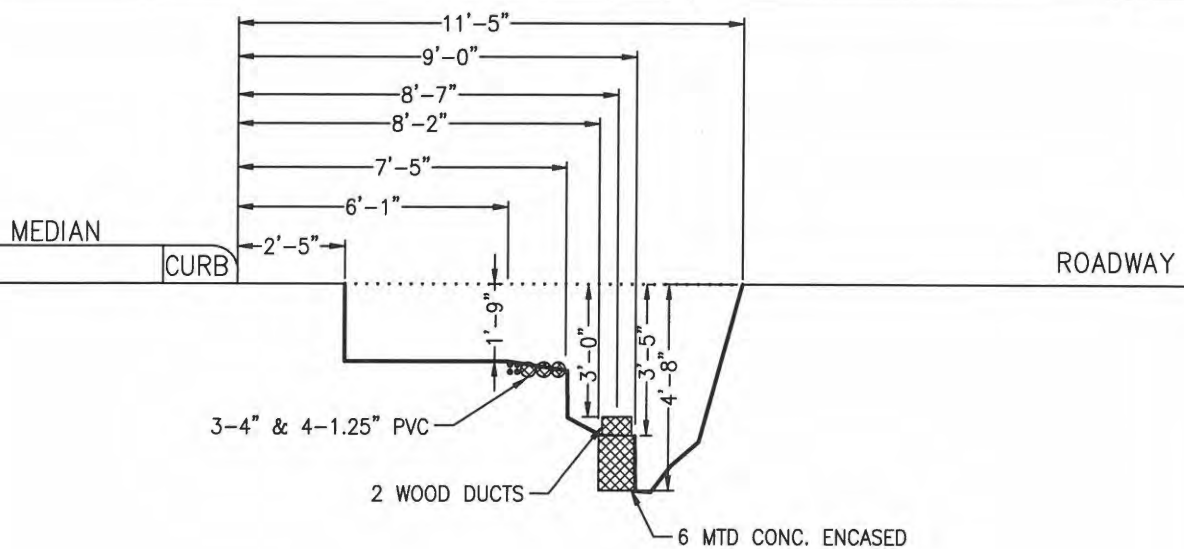 11'-5"
9'-0"
8'-7"
8'-2"
7'-5"
6'-1"
MEDIAN
2'-5"
CURB
ROADWAY
1'-9"
3'-0"
3'-5"
4'-8"
3-4" & 4-1.25" PVC
2 WOOD DUCTS
6 MTD CONC. ENCASED